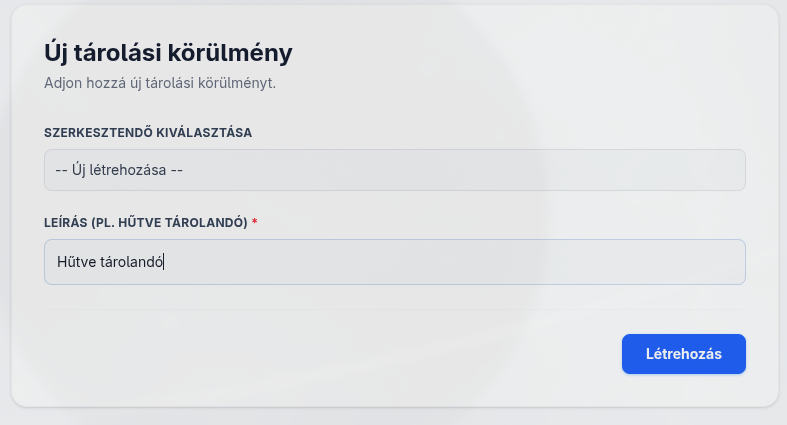 Új tárolási körülmény
Adjon hozzá új tárolási körülményt.
SZERKESZTENDŐ KIVÁLASZTÁSA
-- Új létrehozása --
LEÍRÁS (PL. HŰTVE TÁROLANDÓ) *
Hűtve tárolandó
Létrehozás